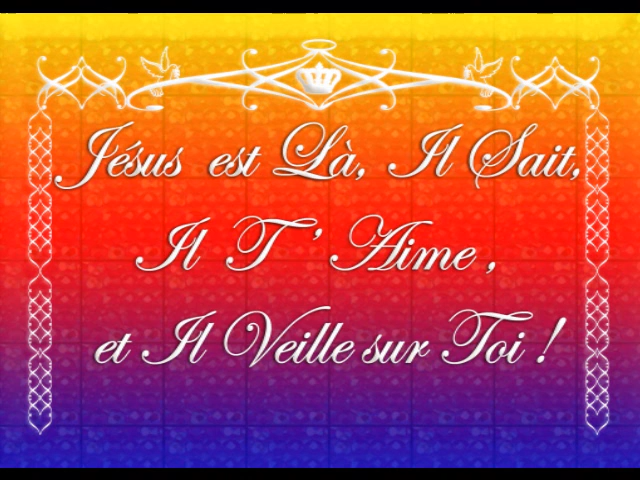 Jésus est Là, Il Sait,
Il T'Aime,
et Il Veille sur Toi !